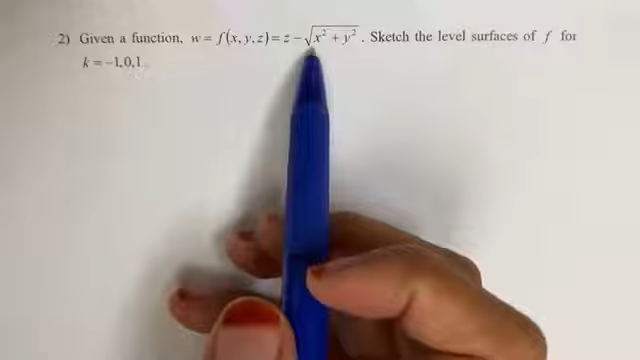 2) Given a function, w = f(x, y, z) = z − √(x² + y²) . Sketch the level surfaces of f for
k = −1,0,1.